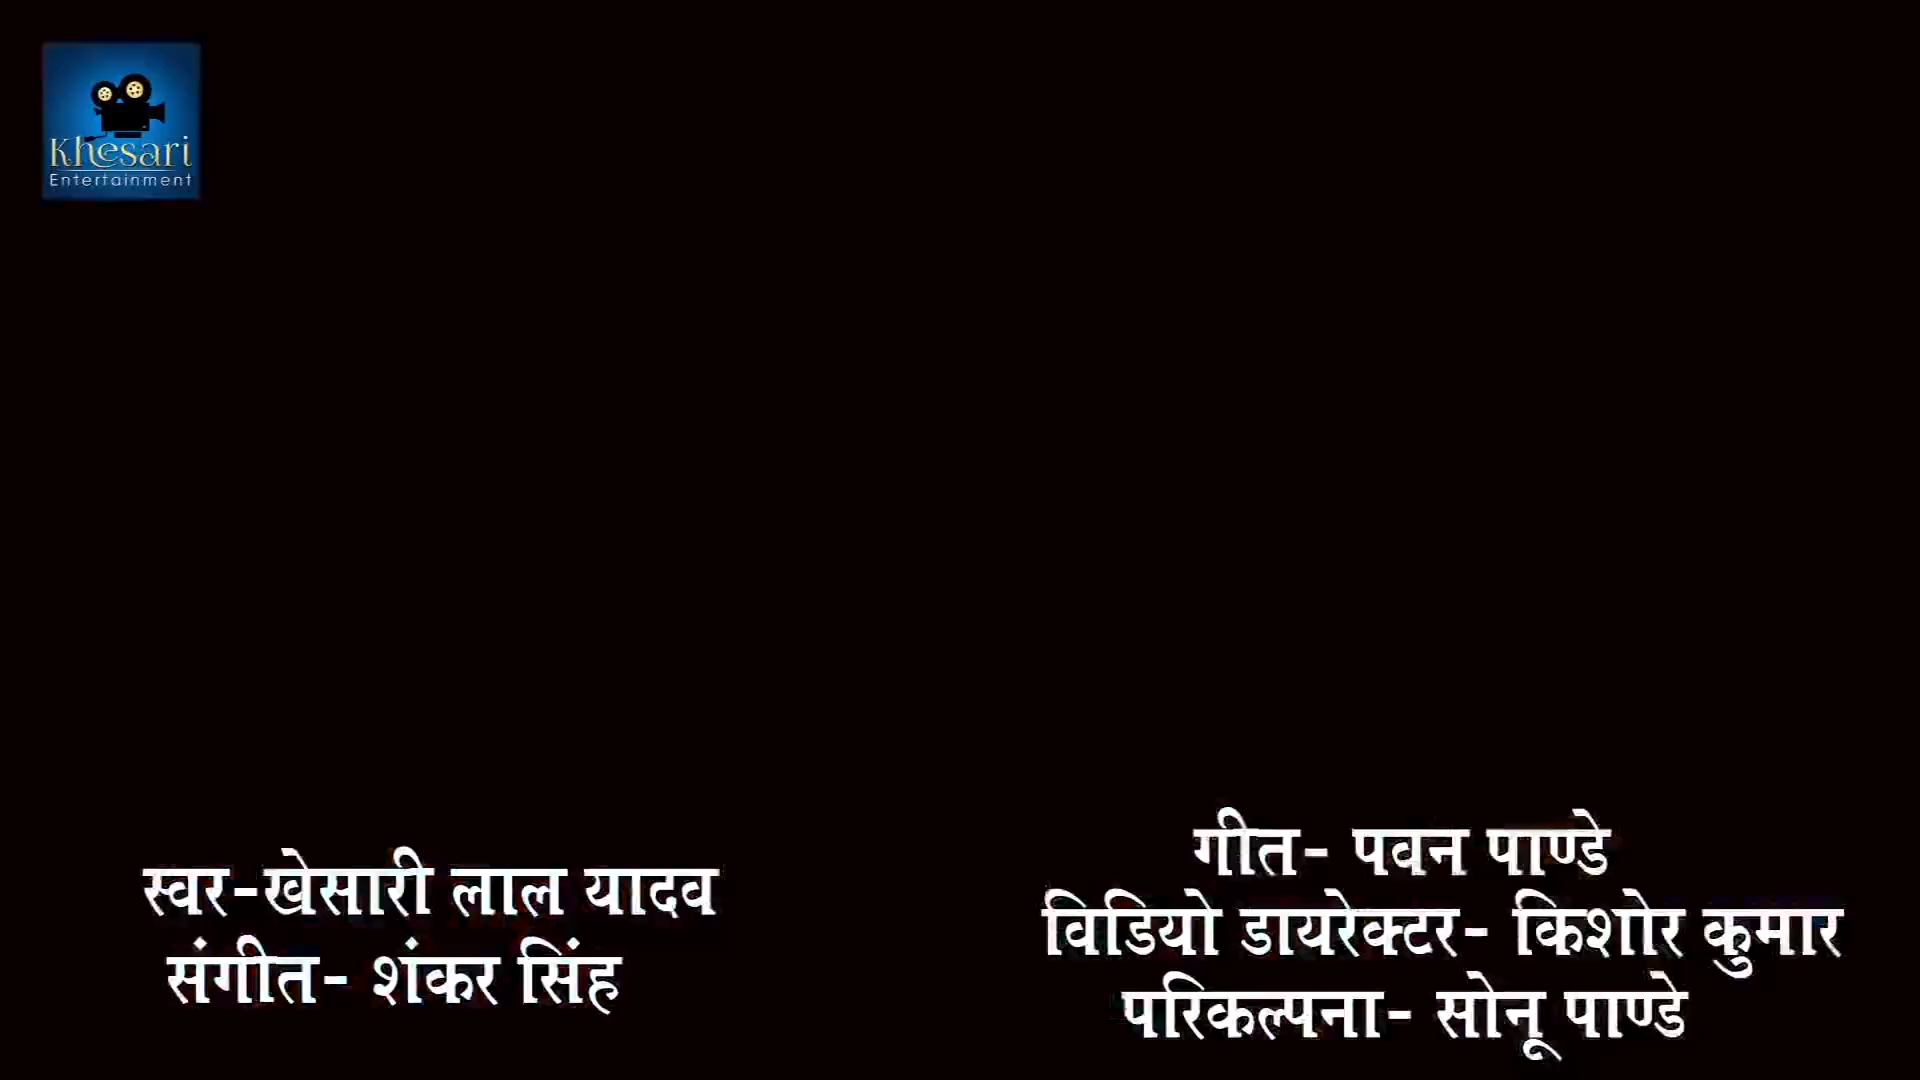 Khesari
Entertainment
स्वर-खेसारी लाल यादव
संगीत- शंकर सिंह
गीत- पवन पाण्डे
विडियो डायरेक्टर- किशोर कुमार
परिकल्पना- सोनू पाण्डे